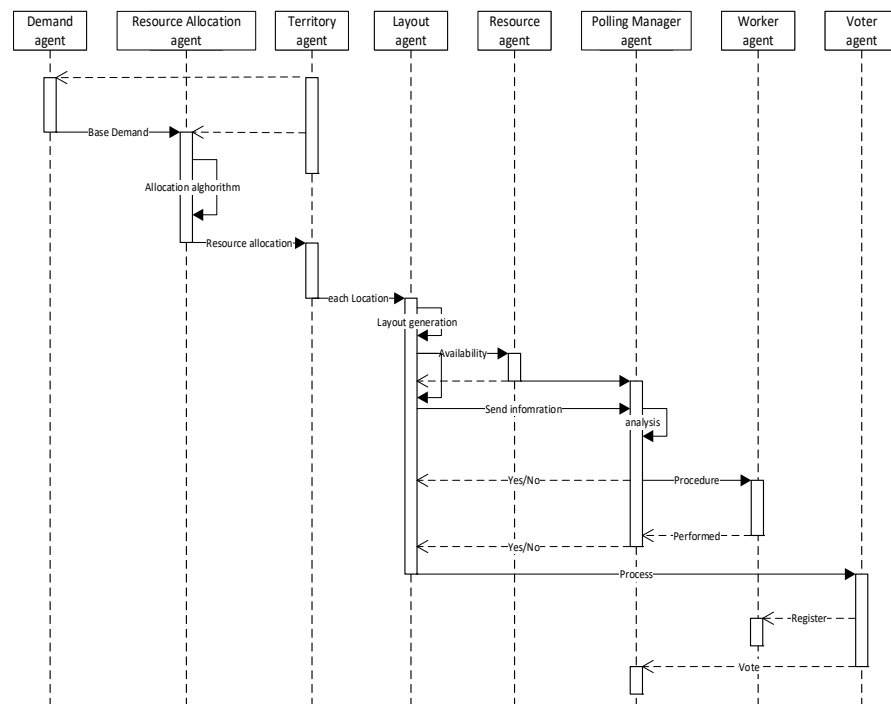 Demand
agent
Resource Allocation
agent
Territory
agent
Layout
agent
Resource
agent
Polling Manager
agent
Worker
agent
Voter
agent
Base Demand
Allocation alghorithm
Resource allocation
each Location
Layout generation
Availability
Send infomration
analysis
Yes/No
Procedure
Performed
Yes/No
Process
Register
Vote